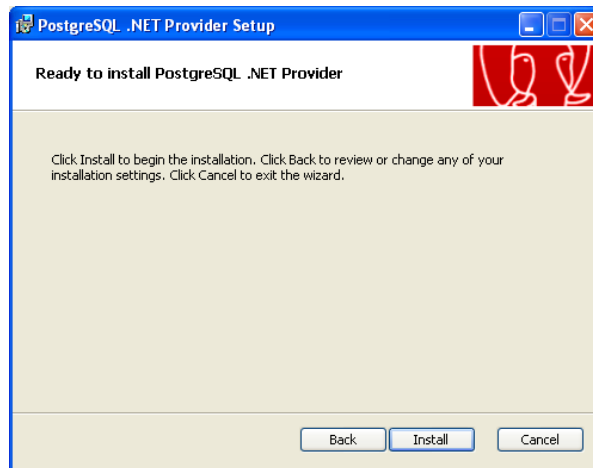 PostgreSQL .NET Provider Setup
Ready to install PostgreSQL .NET Provider
Click Install to begin the installation. Click Back to review or change any of your
installation settings. Click Cancel to exit the wizard.
Back Install Cancel